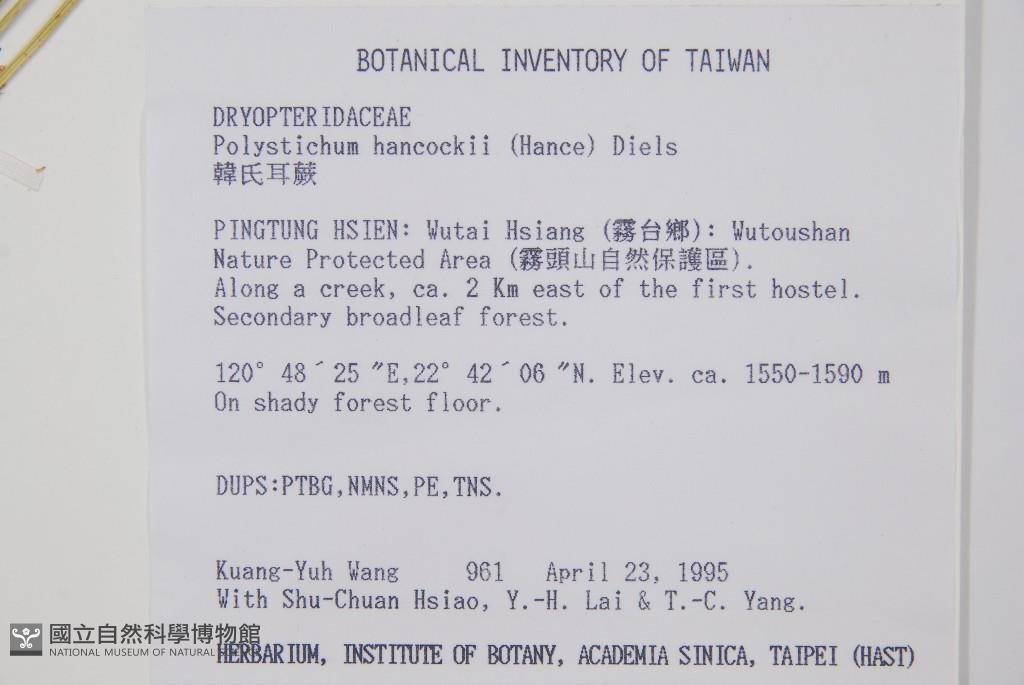 BOTANICAL INVENTORY OF TAIWAN
DRYOPTERIDACEAE
Polystichum hancockii (Hance) Diels
韓氏耳蕨
PINGTUNG HSIEN: Wutai Hsiang (霧台鄉): Wutoushan
Nature Protected Area (霧頭山自然保護區).
Along a creek, ca. 2 Km east of the first hostel.
Secondary broadleaf forest.
120° 48´25 ″E,22° 42´06 ″N. Elev. ca. 1550-1590 m
On shady forest floor.
DUPS:PTBG,NMNS,PE,TNS.
Kuang-Yuh Wang 961 April 23, 1995
With Shu-Chuan Hsiao, Y.-H. Lai & T.-C. Yang.
國立自然科學博物館
NATIONAL MUSEUM OF NATURAL
HERBARIUM, INSTITUTE OF BOTANY, ACADEMIA SINICA, TAIPEI (HAST)